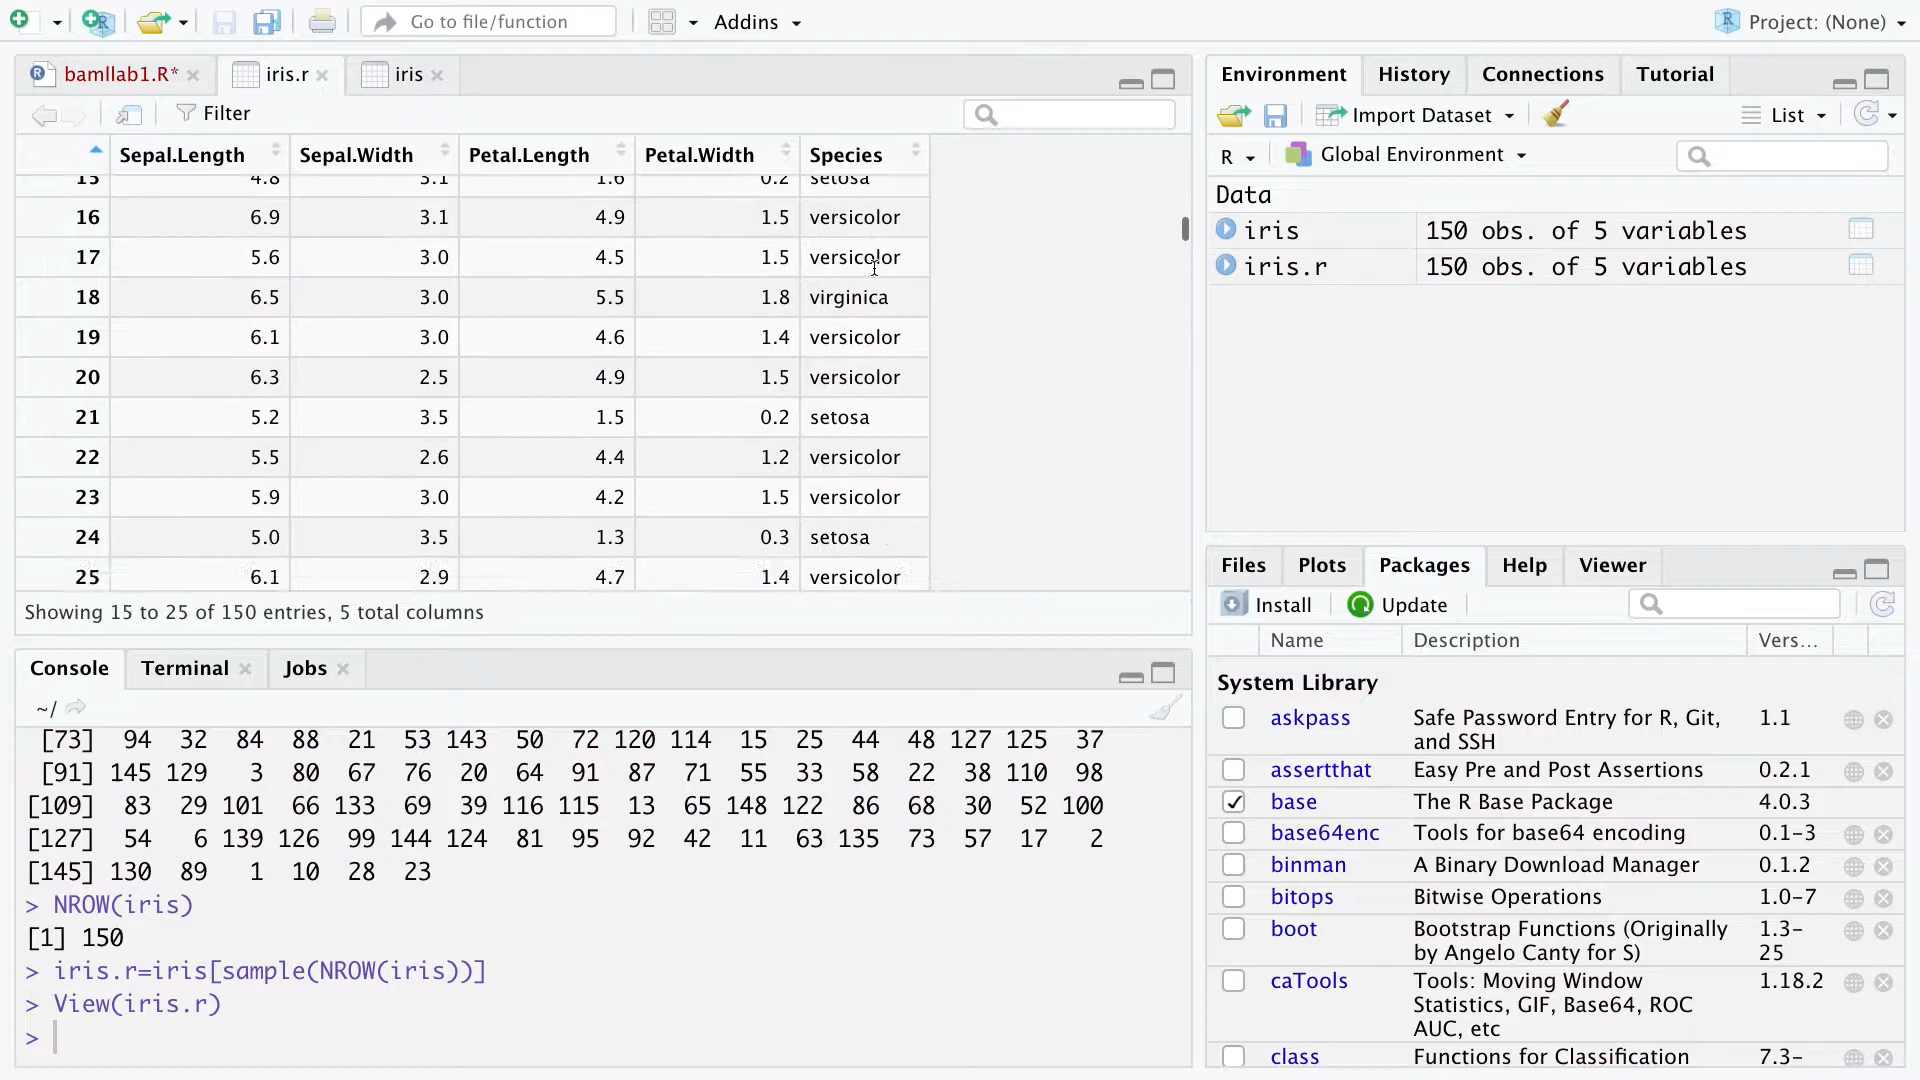 Go to file/function
Addins
Project: (None)
bamllab1.R*
iris.r
iris
Filter
Sepal.Length Sepal.Width Petal.Length Petal.Width Species
15 4.8 3.1 1.6 0.2 setosa
16 6.9 3.1 4.9 1.5 versicolor
17 5.6 3.0 4.5 1.5 versicolor
18 6.5 3.0 5.5 1.8 virginica
19 6.1 3.0 4.6 1.4 versicolor
20 6.3 2.5 4.9 1.5 versicolor
21 5.2 3.5 1.5 0.2 setosa
22 5.5 2.6 4.4 1.2 versicolor
23 5.9 3.0 4.2 1.5 versicolor
24 5.0 3.5 1.3 0.3 setosa
25 6.1 2.9 4.7 1.4 versicolor
Showing 15 to 25 of 150 entries, 5 total columns
Console Terminal Jobs
~/
[73] 94 32 84 88 21 53 143 50 72 120 114 15 25 44 48 127 125 37
[91] 145 129 3 80 67 76 20 64 91 87 71 55 33 58 22 38 110 98
[109] 83 29 101 66 133 69 39 116 115 13 65 148 122 86 68 30 52 100
[127] 54 6 139 126 99 144 124 81 95 92 42 11 63 135 73 57 17 2
[145] 130 89 1 10 28 23
> NROW(iris)
[1] 150
> iris.r=iris[sample(NROW(iris))]
> View(iris.r)
>
Environment History Connections Tutorial
Import Dataset List
R Global Environment
Data
iris 150 obs. of 5 variables
iris.r 150 obs. of 5 variables
Files Plots Packages Help Viewer
Install Update
Name Description Vers...
System Library
askpass Safe Password Entry for R, Git, 1.1
and SSH
assertthat Easy Pre and Post Assertions 0.2.1
base The R Base Package 4.0.3
base64enc Tools for base64 encoding 0.1-3
binman A Binary Download Manager 0.1.2
bitops Bitwise Operations 1.0-7
boot Bootstrap Functions (Originally 1.3-
by Angelo Canty for S) 25
caTools Tools: Moving Window 1.18.2
Statistics, GIF, Base64, ROC
AUC, etc
class Functions for Classification 7.3-